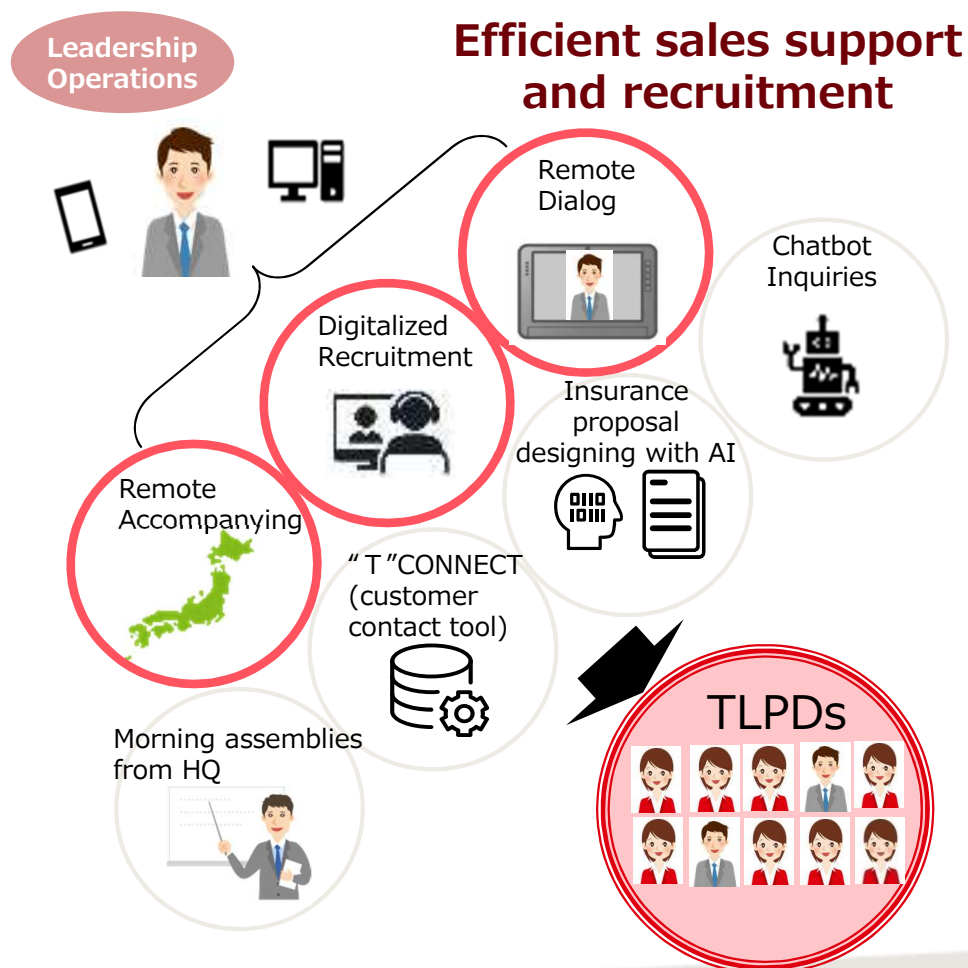 Leadership
Operations
Efficient sales support
and recruitment
Remote
Dialog
Chatbot
Inquiries
Digitalized
Recruitment
Insurance
proposal
designing with AI
Remote
Accompanying
“ T ”CONNECT
(customer
contact tool)
Morning assemblies
from HQ
TLPDs